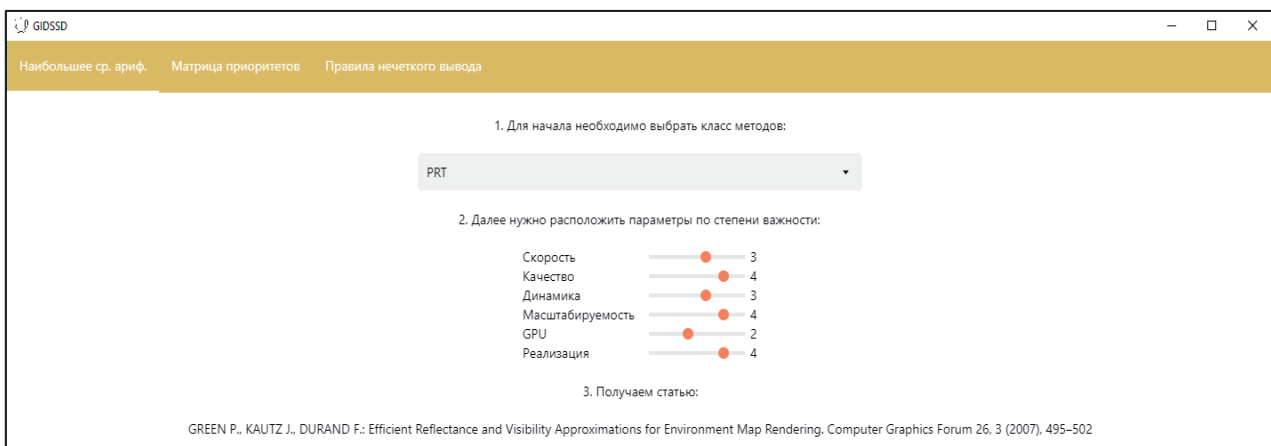 GIDSSD
Наибольшее ср. ариф. Матрица приоритетов Правила нечеткого вывода
1. Для начала необходимо выбрать класс методов:
PRT
2. Далее нужно расположить параметры по степени важности:
Скорость 3
Качество 4
Динамика 3
Масштабируемость 4
GPU 2
Реализация 4
3. Получаем статью:
GREEN P., KAUTZ J., DURAND F.: Efficient Reflectance and Visibility Approximations for Environment Map Rendering. Computer Graphics Forum 26, 3 (2007), 495–502